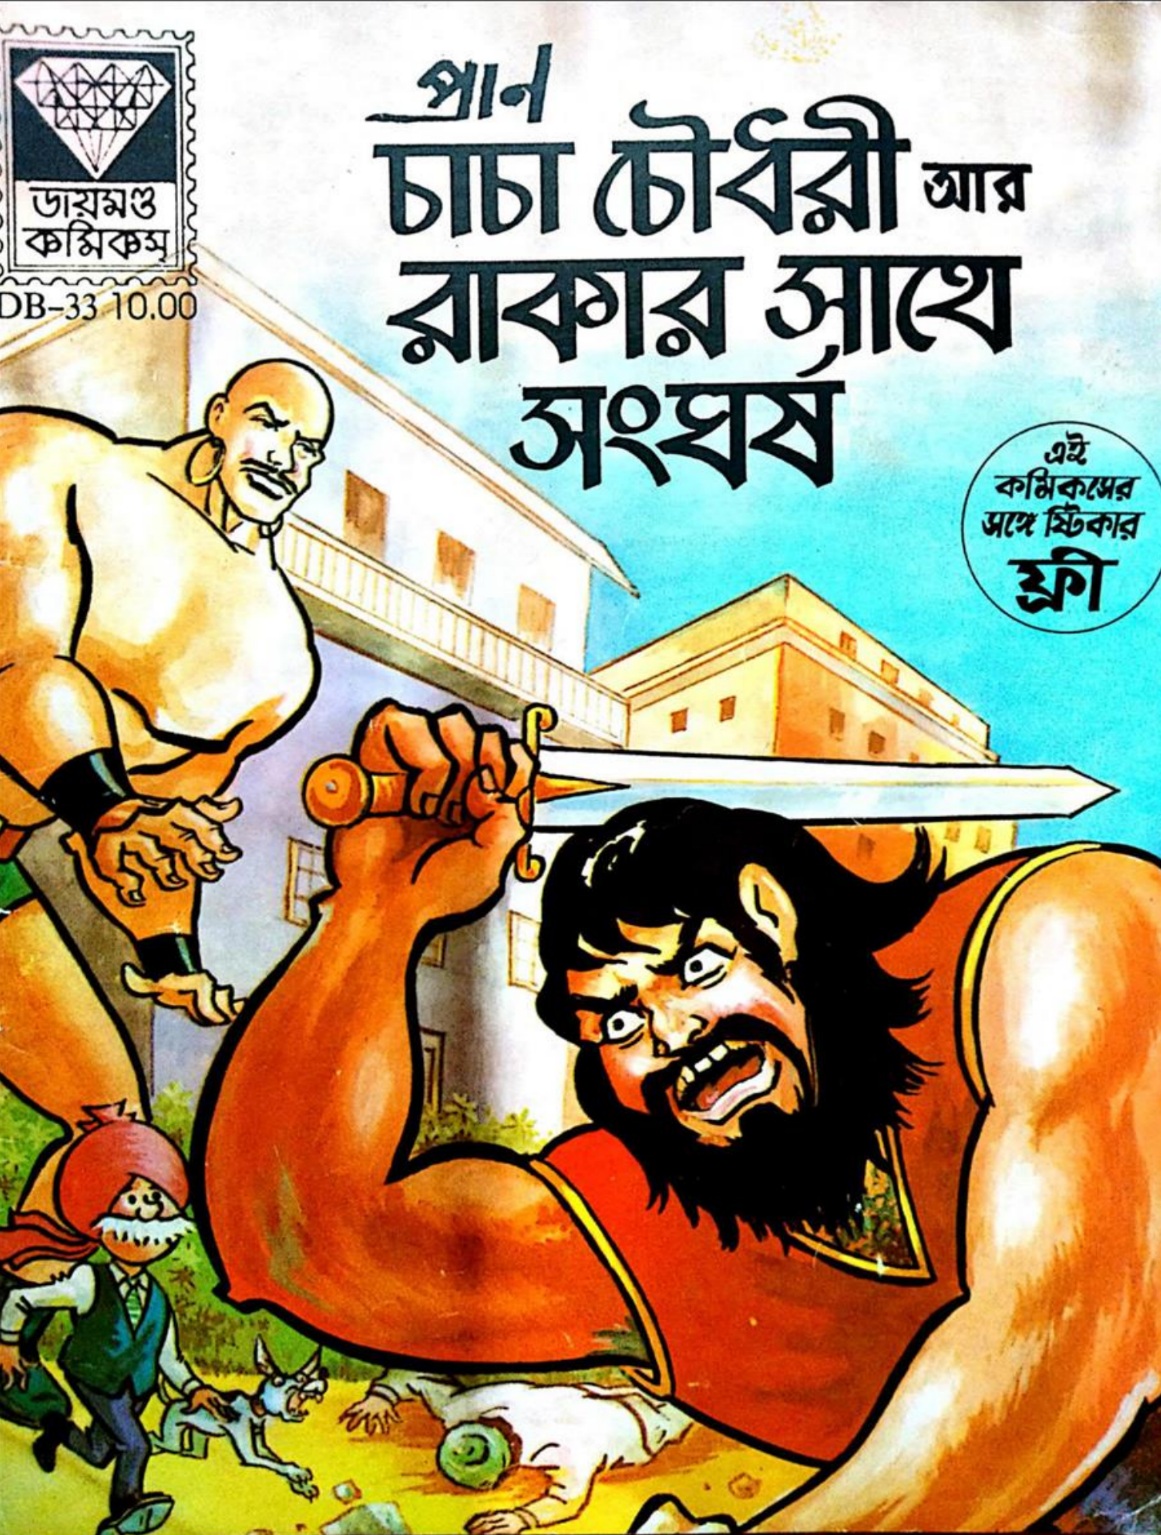 প্রাণ
চাচা চৌধরী আর
রাকার সাথে
সংঘর্ষ
ডায়মণ্ড
কমিকস্
DB-33 10.00
এই
কমিকসের
সঙ্গে ষ্টিকার
ফ্রী